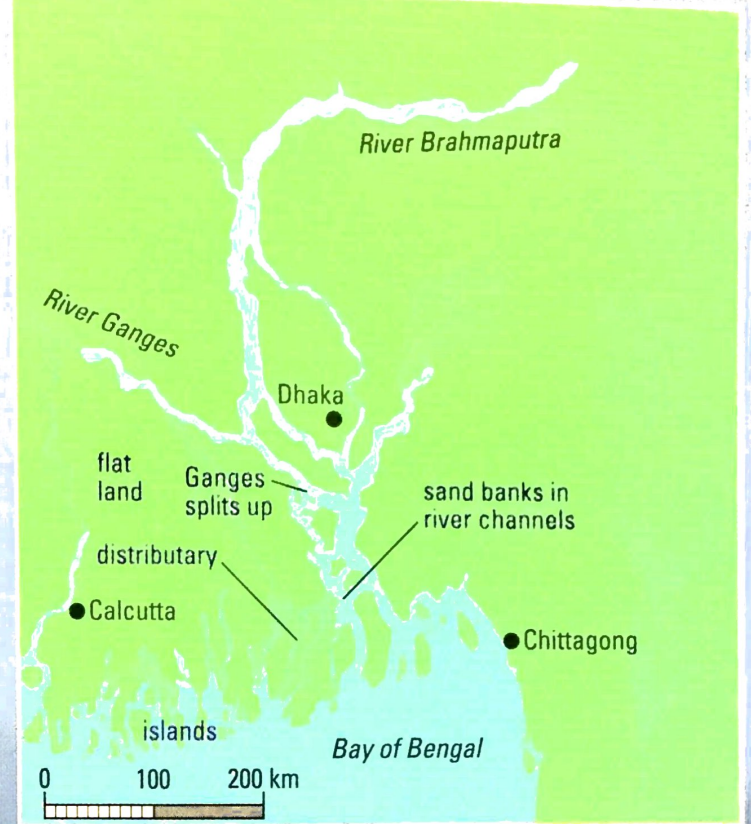 River Brahmaputra
River Ganges
Dhaka
flat
land
Ganges
splits up
sand banks in
river channels
distributary
Calcutta
Chittagong
islands
Bay of Bengal
0 100 200 km